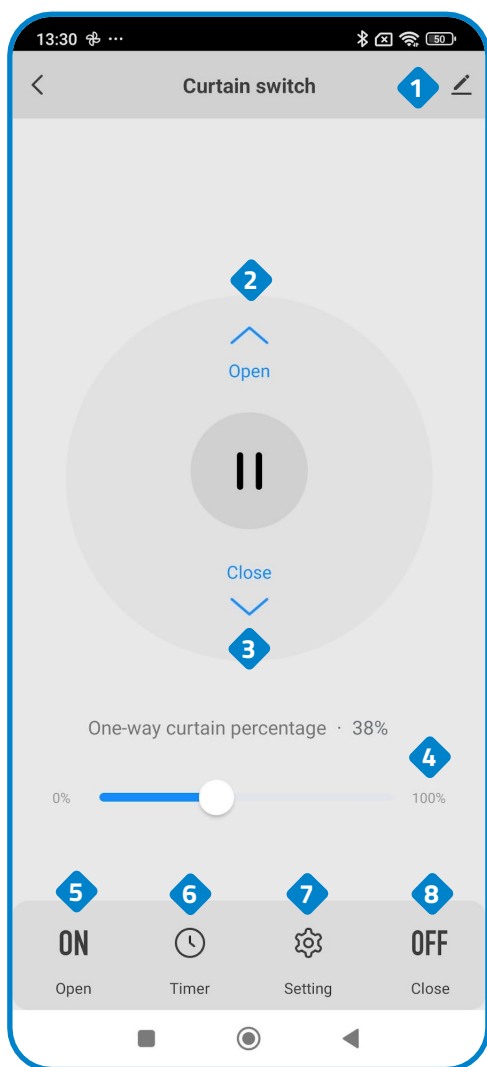 13:30 ...
50
Curtain switch
1
2
Open
Close
3
One-way curtain percentage · 38%
4
0%
100%
5 6 7 8
ON OFF
Open Timer Setting Close